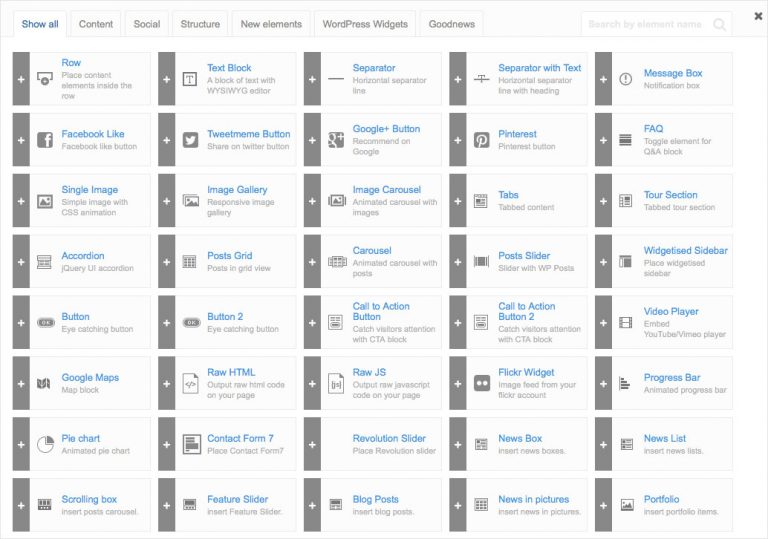 Show all
Content
Social
Structure
New elements
WordPress Widgets
Goodnews
Search by element name
Row
Place content
elements inside the
row
Text Block
A block of text with
WYSIWYG editor
Separator
Horizontal separator
line
Separator with Text
Horizontal separator
line with heading
Message Box
Notification box
Facebook Like
Facebook like button
Tweetmeme Button
Share on twitter button
Google+ Button
Recommend on
Google
Pinterest
Pinterest button
FAQ
Toggle element for
Q&A block
Single Image
Simple image with
CSS animation
Image Gallery
Responsive image
gallery
Image Carousel
Animated carousel with
images
Tabs
Tabbed content
Tour Section
Tabbed tour section
Accordion
jQuery UI accordion
Posts Grid
Posts in grid view
Carousel
Animated carousel with
posts
Posts Slider
Slider with WP Posts
Widgetised Sidebar
Place widgetised
sidebar
OK
Button
Eye catching button
OK
Button 2
Eye catching button
Call to Action
Button
Catch visitors attention
with CTA block
Call to Action
Button 2
Catch visitors attention
with CTA block
Video Player
Embed
YouTube/Vimeo player
Google Maps
Map block
Raw HTML
Output raw html code
on your page
js
Raw JS
Output raw javascript
code on your page
Flickr Widget
Image feed from your
flickr account
Progress Bar
Animated progress bar
Pie chart
Animated pie chart
Contact Form 7
Place Contact Form7
Revolution Slider
Place Revolution slider
News Box
insert news boxes.
News List
insert news lists.
Scrolling box
insert posts carousel.
Feature Slider
insert Feature Slider.
Blog Posts
insert blog posts.
News in pictures
insert news in pictures.
Portfolio
insert portfolio items.